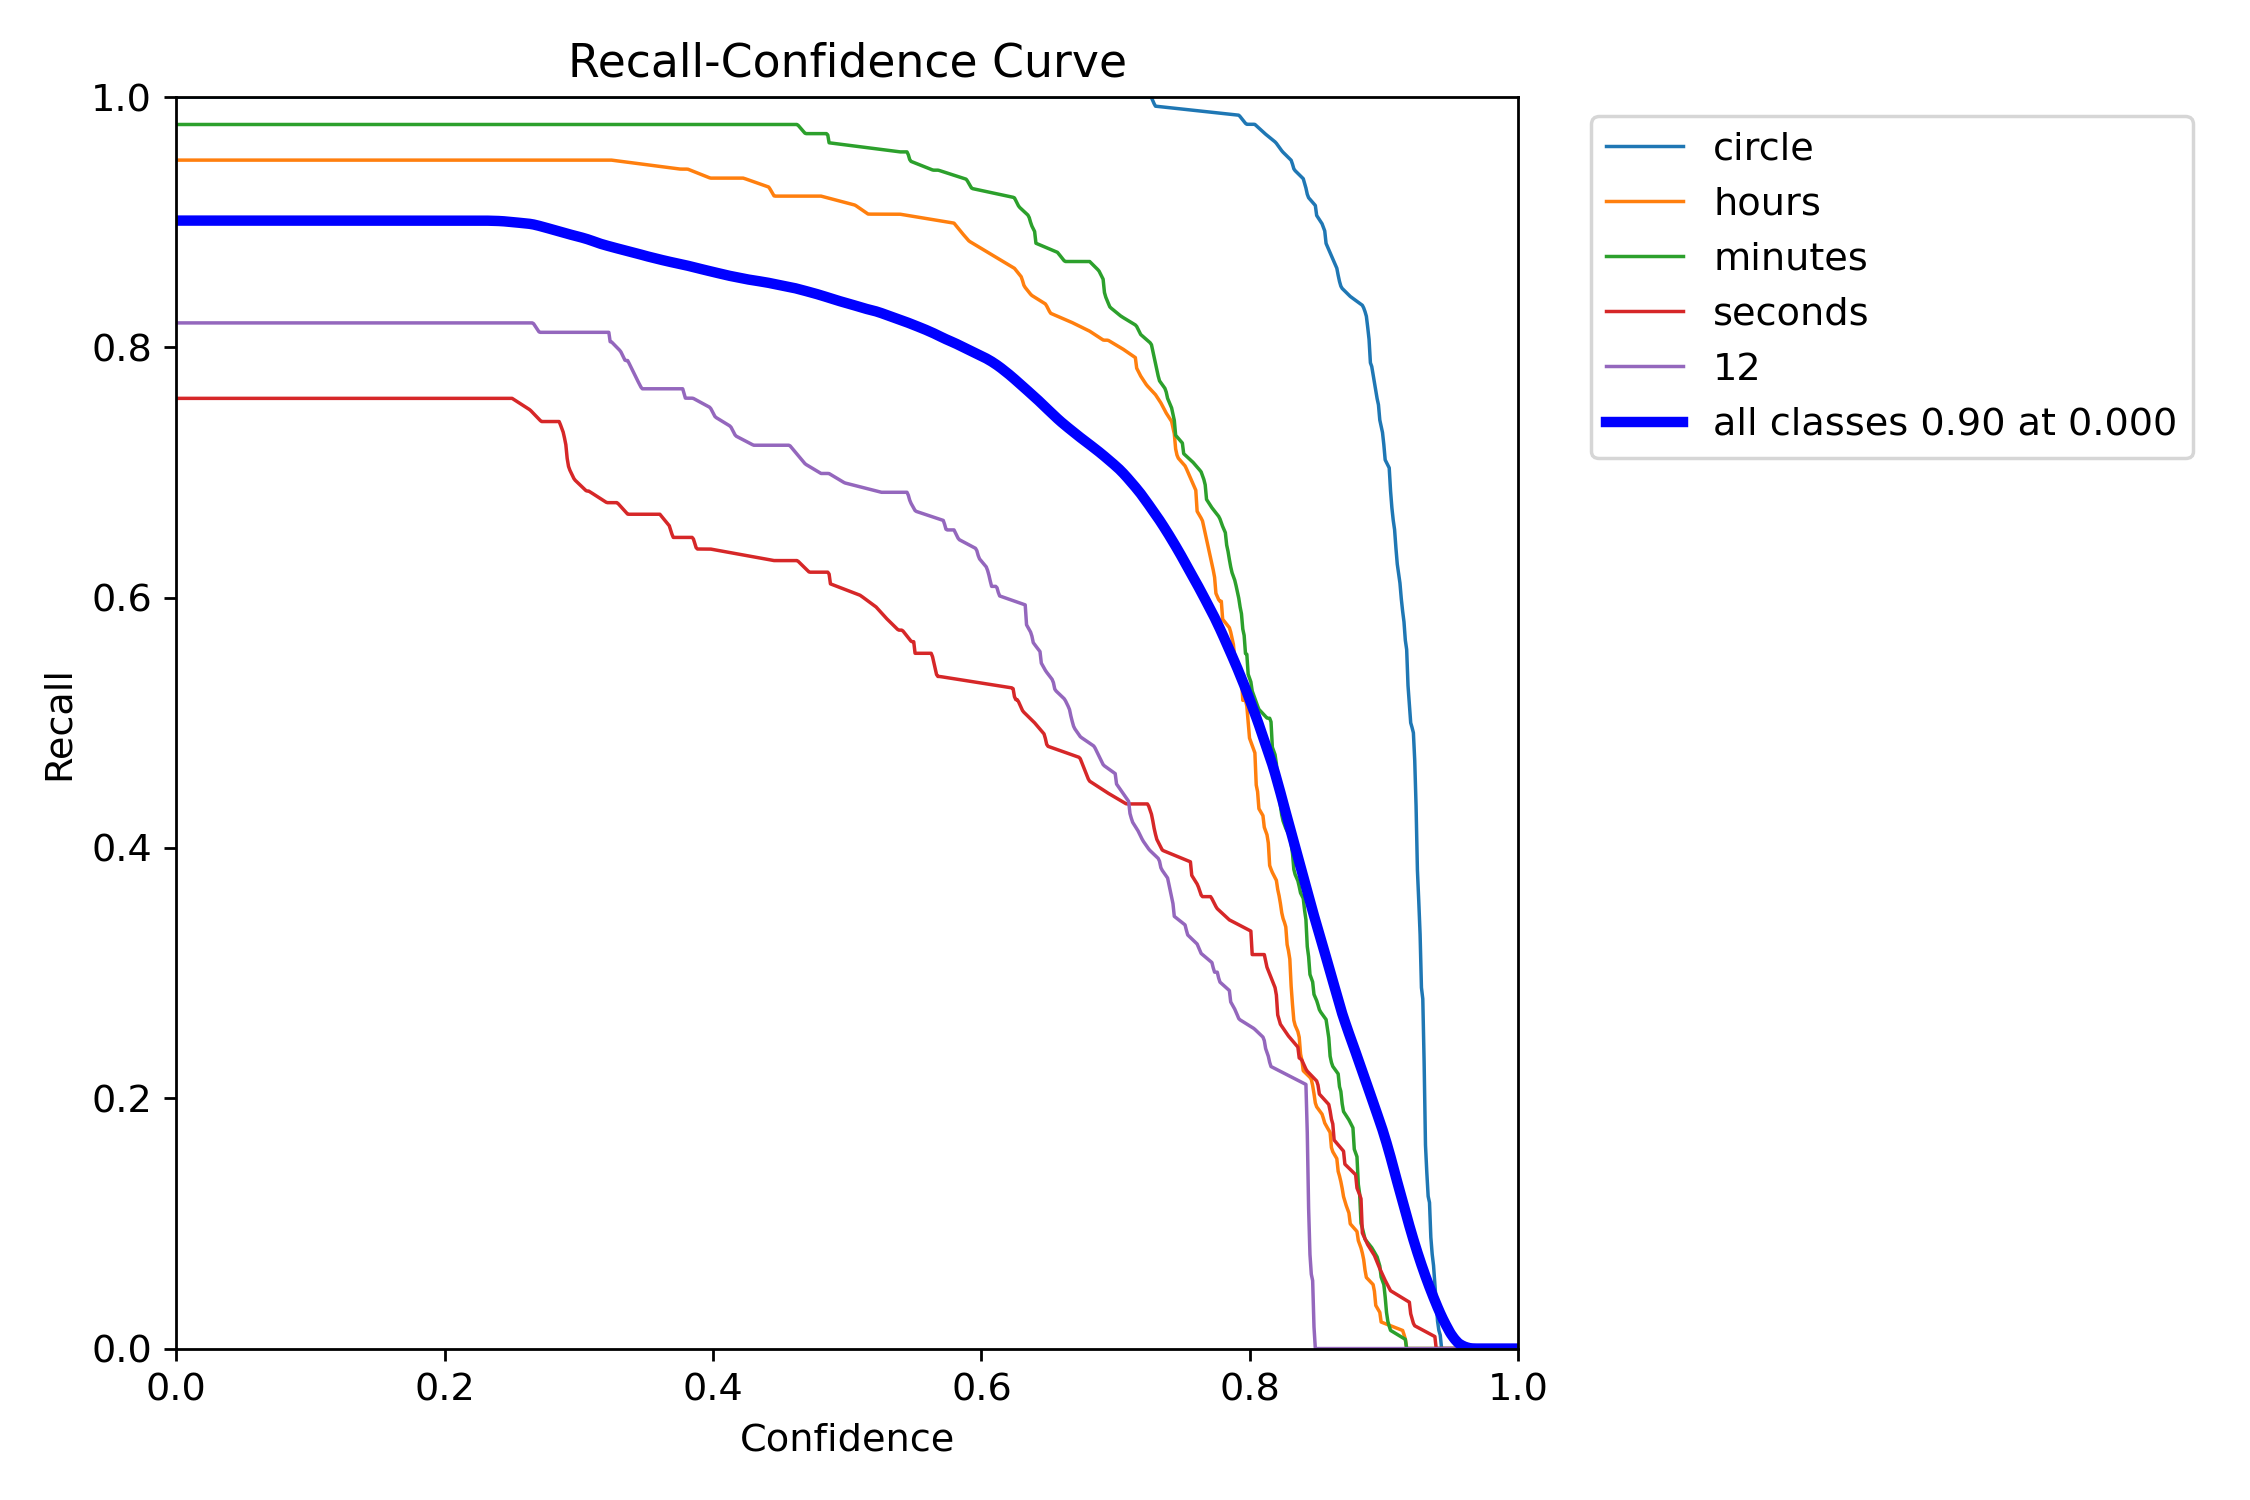 Recall-Confidence Curve
1.0
0.8
0.6
0.4
0.2
0.0
Recall
0.0 0.2 0.4 0.6 0.8 1.0
Confidence
circle
hours
minutes
seconds
12
all classes 0.90 at 0.000